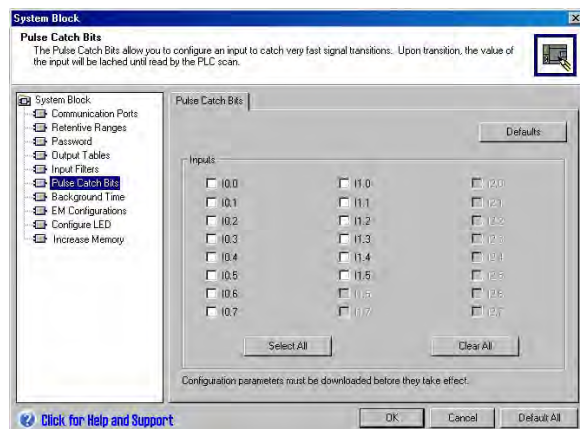 System Block
Pulse Catch Bits
The Pulse Catch Bits allow you to configure an input to catch very fast signal transitions. Upon transition, the value of
the input will be lached until read by the PLC scan.
System Block
Communication Ports
Retentive Ranges
Password
Output Tables
Input Filters
Pulse Catch Bits
Background Time
EM Configurations
Configure LED
Increase Memory
Pulse Catch Bits
Defaults
Inputs
I0.0 I1.0 I2.0
I0.1 I1.1 I2.1
I0.2 I1.2 I2.2
I0.3 I1.3 I2.3
I0.4 I1.4 I2.4
I0.5 I1.5 I2.5
I0.6 I1.6 I2.6
I0.7 I1.7 I2.7
Select All Clear All
Configuration parameters must be downloaded before they take effect.
Click for Help and Support OK Cancel Default All